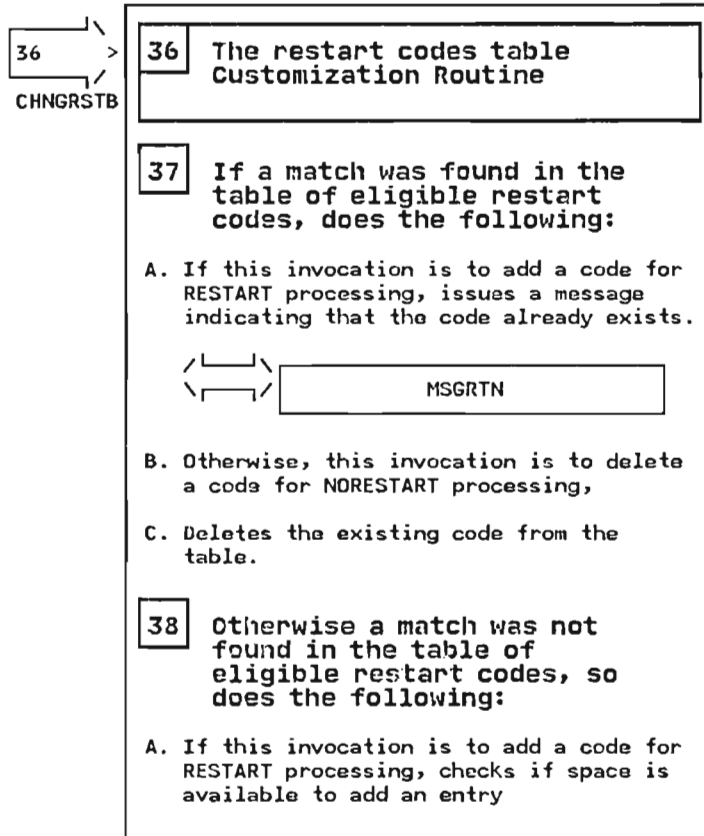 36 >
CHNGRSTB
36 The restart codes table
Customization Routine
37 If a match was found in the
table of eligible restart
codes, does the following:
A. If this invocation is to add a code for
RESTART processing, issues a message
indicating that the code already exists.
MSGRTN
B. Otherwise, this invocation is to delete
a code for NORESTART processing,
C. Deletes the existing code from the
table.
38 Otherwise a match was not
found in the table of
eligible restart codes, so
does the following:
A. If this invocation is to add a code for
RESTART processing, checks if space is
available to add an entry